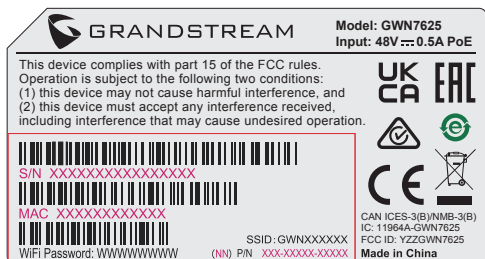 GRANDSTREAM
Model: GWN7625
Input: 48V⎓0.5A PoE
This device complies with part 15 of the FCC rules.
Operation is subject to the following two conditions:
(1) this device may not cause harmful interference, and
(2) this device must accept any interference received,
including interference that may cause undesired operation.
UK
CA
EAC
e
CE
S/N XXXXXXXXXXXXXXXX
MAC XXXXXXXXXXXX
SSID: GWNXXXXXX
WiFi Password: WWWWWWWW (NN) P/N XXX-XXXXX-XXXXX
CAN ICES-3(B)/NMB-3(B)
IC: 11964A-GWN7625
FCC ID: YZZGWN7625
Made in China